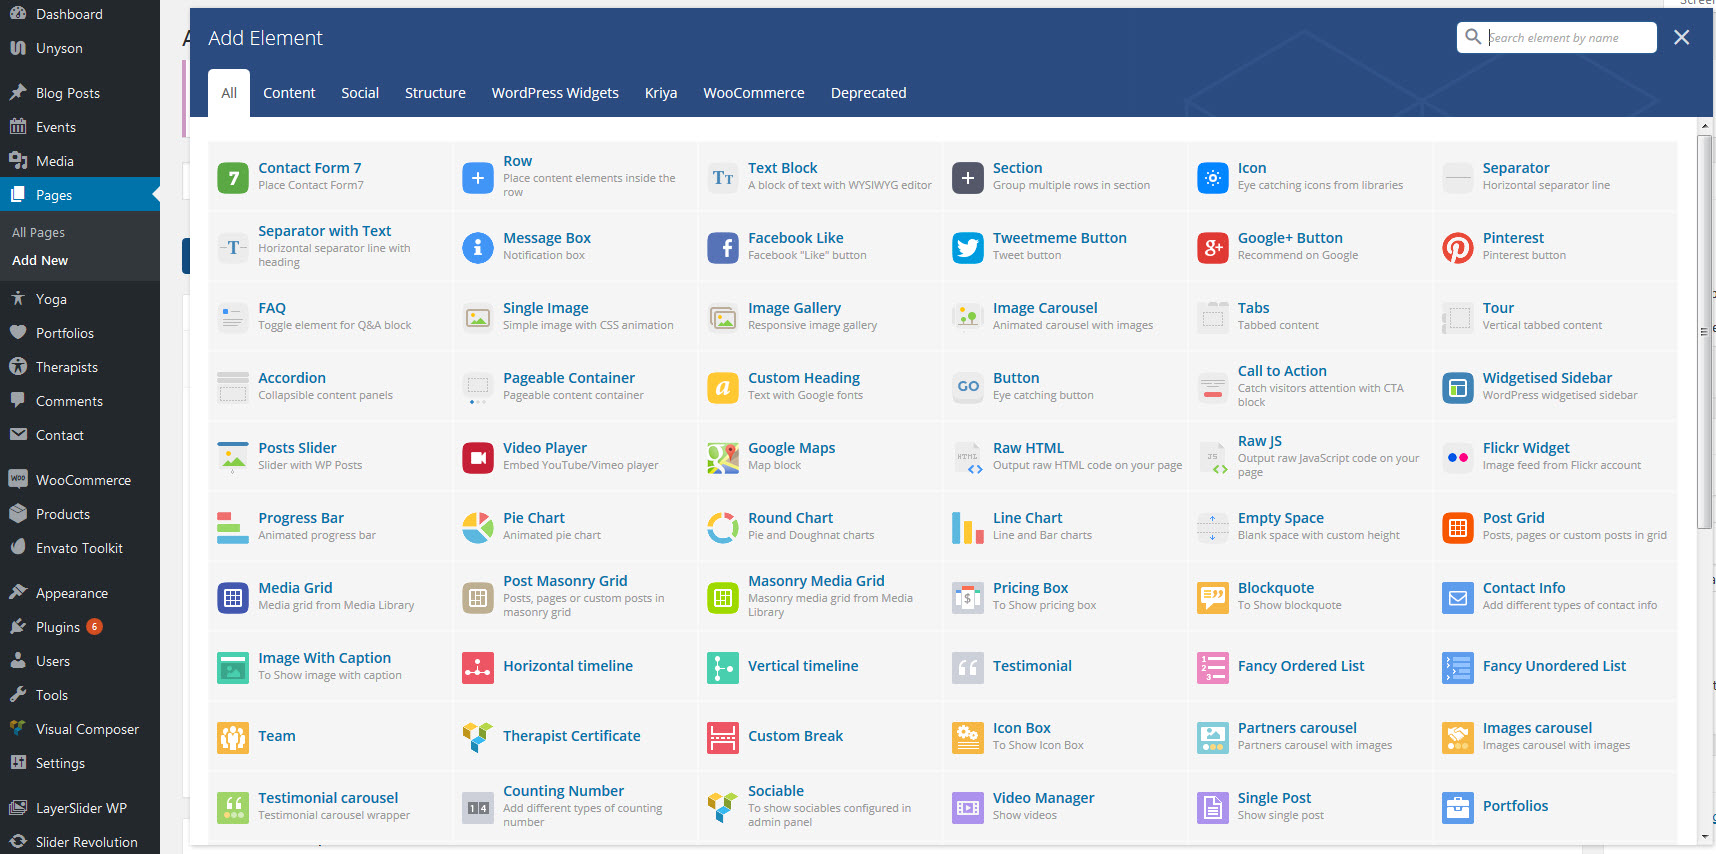 Dashboard
Unyson
Blog Posts
Events
Media
Pages
All Pages
Add New
Yoga
Portfolios
Therapists
Comments
Contact
WooCommerce
Products
Envato Toolkit
Appearance
Plugins 6
Users
Tools
Visual Composer
Settings
LayerSlider WP
Slider Revolution
Add Element
Search element by name
All Content Social Structure WordPress Widgets Kriya WooCommerce Deprecated
7
Contact Form 7
Place Contact Form7
Row
Place content elements inside the
row
Text Block
A block of text with WYSIWYG editor
Section
Group multiple rows in section
Icon
Eye catching icons from libraries
Separator
Horizontal separator line
Separator with Text
Horizontal separator line with
heading
Message Box
Notification box
Facebook Like
Facebook "Like" button
Tweetmeme Button
Tweet button
Google+ Button
Recommend on Google
Pinterest
Pinterest button
FAQ
Toggle element for Q&A block
Single Image
Simple image with CSS animation
Image Gallery
Responsive image gallery
Image Carousel
Animated carousel with images
Tabs
Tabbed content
Tour
Vertical tabbed content
Accordion
Collapsible content panels
Pageable Container
Pageable content container
Custom Heading
Text with Google fonts
GO
Button
Eye catching button
Call to Action
Catch visitors attention with CTA
block
Widgetised Sidebar
WordPress widgetised sidebar
Posts Slider
Slider with WP Posts
Video Player
Embed YouTube/Vimeo player
Google Maps
Map block
HTML
Raw HTML
Output raw HTML code on your page
JS
Raw JS
Output raw JavaScript code on your
page
Flickr Widget
Image feed from Flickr account
Progress Bar
Animated progress bar
Pie Chart
Animated pie chart
Round Chart
Pie and Doughnat charts
Line Chart
Line and Bar charts
Empty Space
Blank space with custom height
Post Grid
Posts, pages or custom posts in grid
Media Grid
Media grid from Media Library
Post Masonry Grid
Posts, pages or custom posts in
masonry grid
Masonry Media Grid
Masonry media grid from Media
Library
Pricing Box
To Show pricing box
Blockquote
To Show blockquote
Contact Info
Add different types of contact info
Image With Caption
To Show image with caption
Horizontal timeline
Vertical timeline
Testimonial
Fancy Ordered List
Fancy Unordered List
Team
Therapist Certificate
Custom Break
Icon Box
To Show Icon Box
Partners carousel
Partners carousel with images
Images carousel
Images carousel with images
Testimonial carousel
Testimonial carousel wrapper
14
Counting Number
Add different types of counting
number
Sociable
To show sociables configured in
admin panel
Video Manager
Show videos
Single Post
Show single post
Portfolios